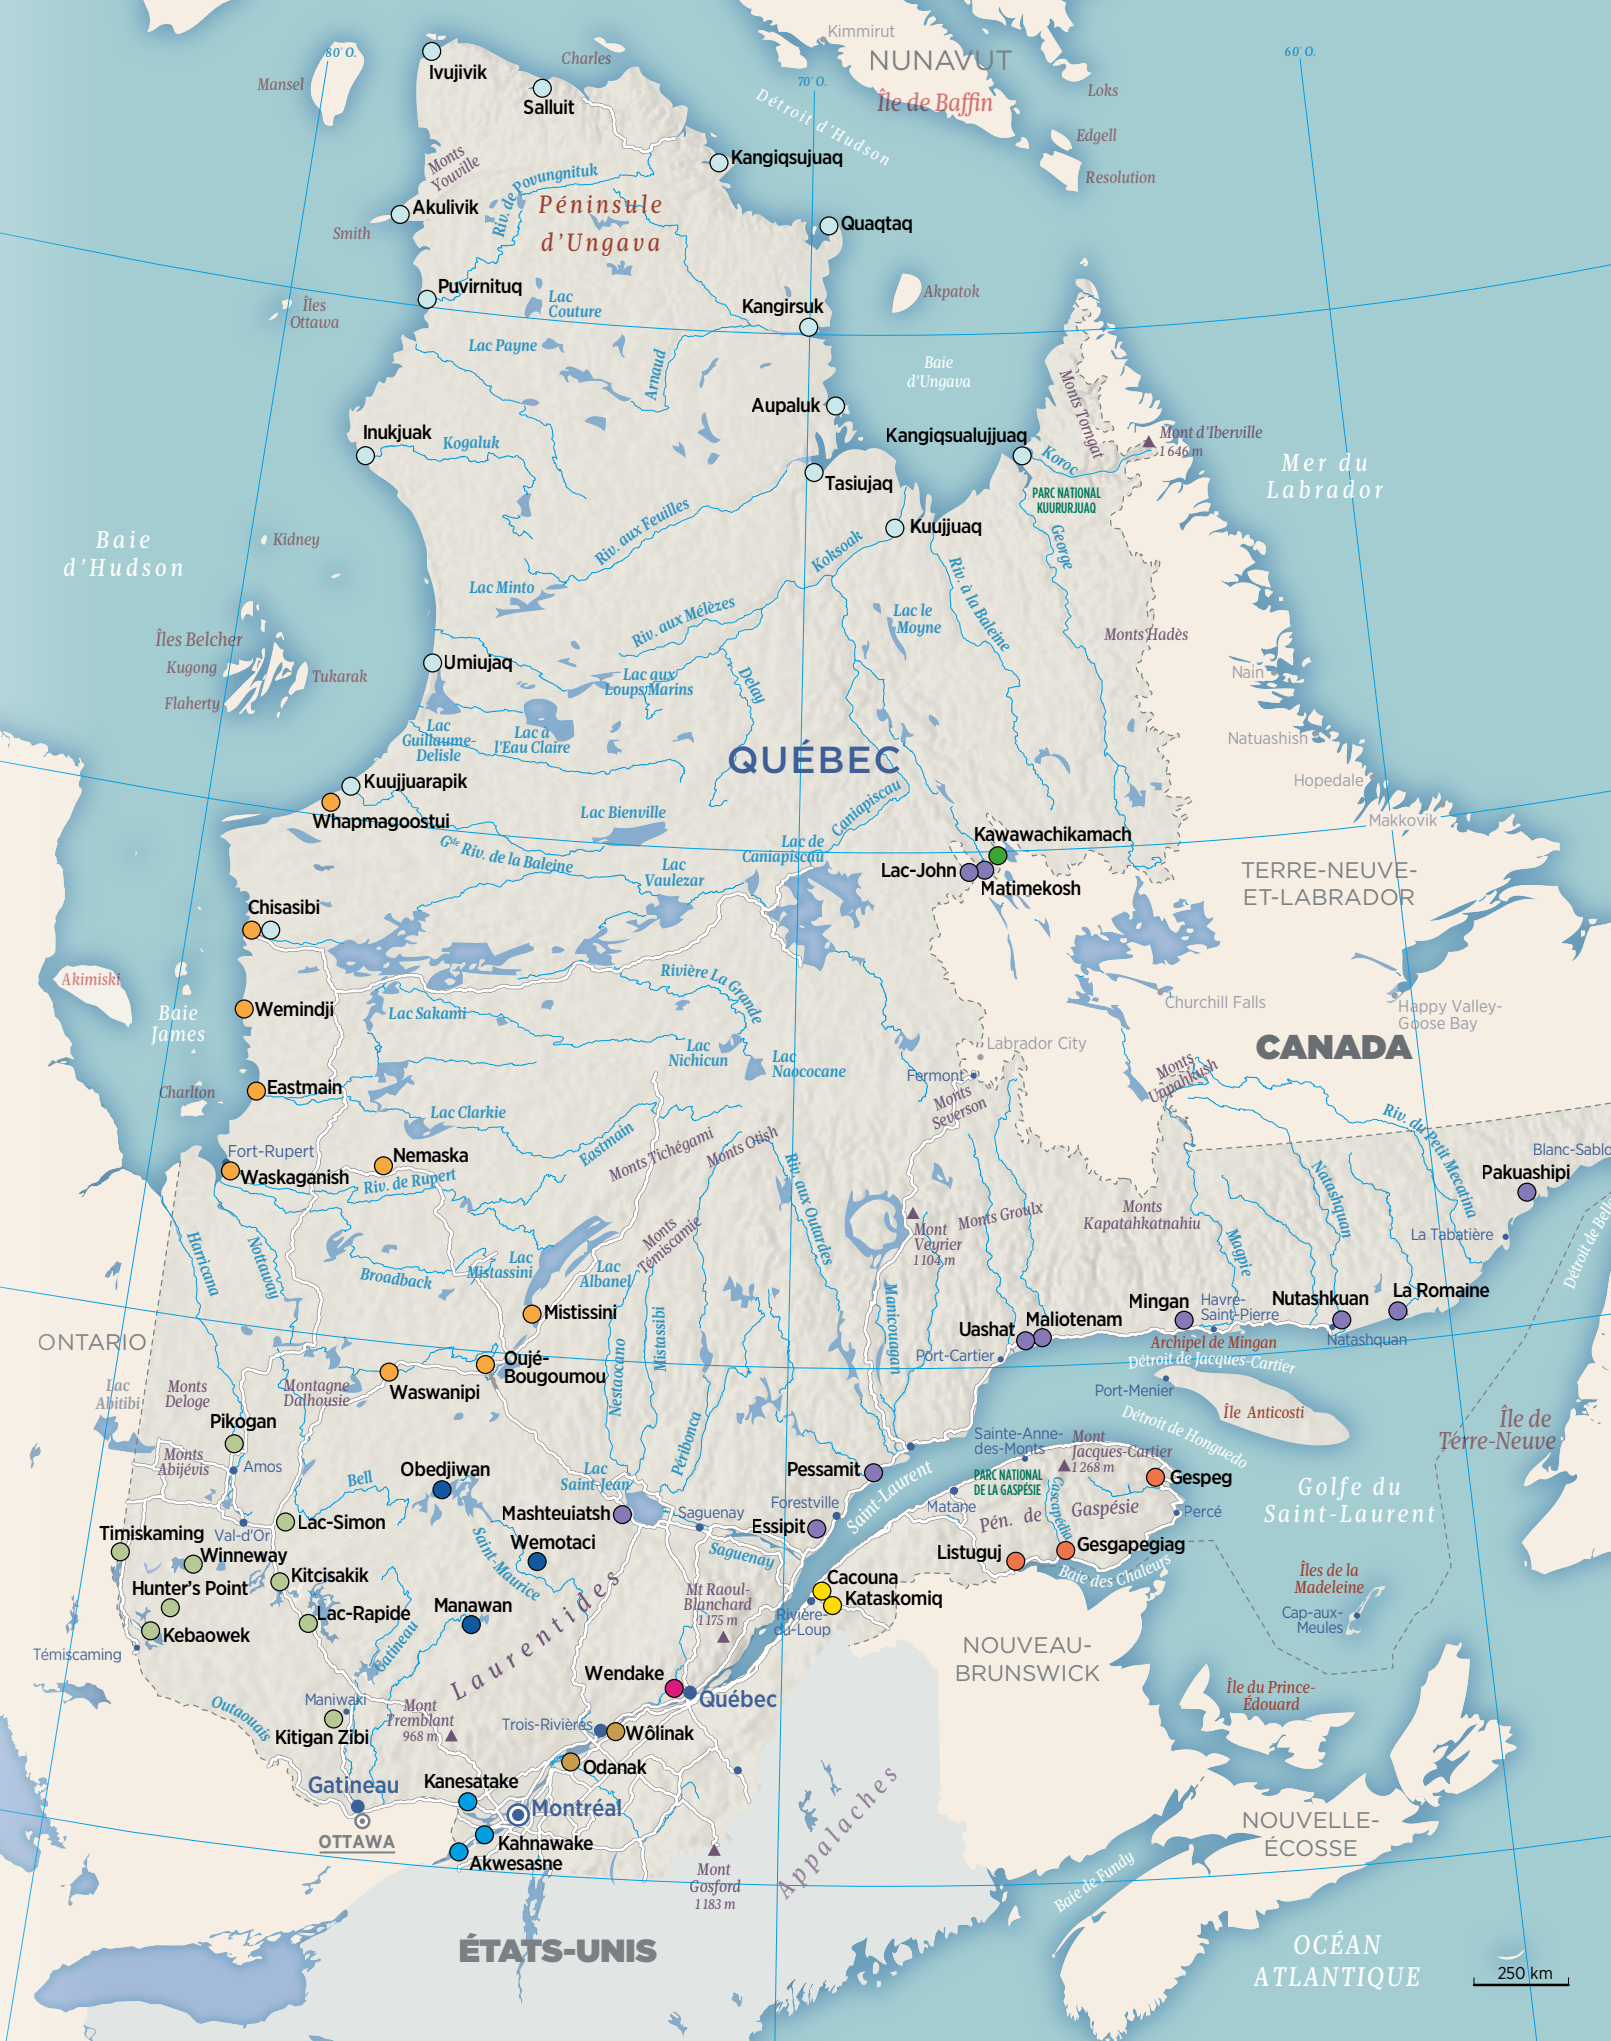 80° O.
70° O.
60° O.
Kimmirut
NUNAVUT
Île de Baffin
Loks
Edgell
Resolution
Détroit d'Hudson
Mansel
Charles
Ivujivik
Salluit
Kangiqsujuaq
Monts
Youville
Riv. de Povungnituk
Péninsule
d'Ungava
Akulivik
Smith
Quaqtaq
Puvirnituq
Îles
Ottawa
Lac
Couture
Kangirsuk
Akpatok
Lac Payne
Arnaud
Baie
d'Ungava
Aupaluk
Monts Torngat
Inukjuak
Kogaluk
Kangiqsualujjuaq
Koroc
Mont d'Iberville
1 646 m
Mer du
Labrador
Tasiujaq
PARC NATIONAL
KUURURJUAQ
Kuujjuaq
Riv. aux Feuilles
Koksoak
George
Riv. à la Baleine
Baie
d'Hudson
Kidney
Lac Minto
Riv. aux Mélèzes
Lac le
Moyne
Monts Hadès
Îles Belcher
Kugong
Tukarak
Flaherty
Umiujaq
Lac aux
Loups Marins
Delay
Nain
Lac
Guillaume-
Delisle
Lac à
l'Eau Claire
QUÉBEC
Natuashish
Hopedale
Makkovik
Kuujjuarapik
Whapmagoostui
Lac Bienville
Caniapiscau
Gde Riv. de la Baleine
Lac de
Caniapiscau
Lac
Vaulezar
Kawawachikamach
Lac-John
Matimekosh
TERRE-NEUVE-
ET-LABRADOR
Chisasibi
Akimiski
Rivière La Grande
Wemindji
Lac Sakami
Baie
James
Churchill Falls
Happy Valley-
Goose Bay
CANADA
Lac
Nichicun
Lac
Naococane
Labrador City
Fermont
Monts
Severson
Monts
Uapahkush
Eastmain
Charlton
Lac Clarkie
Eastmain
Riv. du Petit Mecatina
Fort-Rupert
Waskaganish
Nemaska
Riv. de Rupert
Monts Tichégami
Monts Otish
Riv. aux Outardes
Blanc-Sablo
Pakuashipi
Natashquan
Monts
Kapatahkatnahiu
Monts Groulx
Mont
Veyrier
1 104 m
Magpie
La Tabatière
Détroit de Bell
Harricana
Nottaway
Broadback
Lac
Mistassini
Lac
Albanel
Monts
Témiscamie
Mistissini
Nestaocano
Mistassibi
Manicouagan
Mingan
Havre-
Saint-Pierre
Nutashkuan
La Romaine
Natashquan
Uashat
Maliotenam
Port-Cartier
Archipel de Mingan
Détroit de Jacques-Cartier
ONTARIO
Oujé-
Bougoumou
Waswanipi
Lac
Abitibi
Monts
Deloge
Montagne
Dalhousie
Port-Menier
Île Anticosti
Détroit de Honguedo
Île de
Terre-Neuve
Pikogan
Monts
Abijévis
Amos
Bell
Obedjiwan
Péribonca
Lac
Saint-Jean
Pessamit
Sainte-Anne-
des-Monts
Mont
Jacques-Cartier
1 268 m
PARC NATIONAL
DE LA GASPÉSIE
Gespeg
Golfe du
Saint-Laurent
Saint-Laurent
Matane
Cascapédia
Pén. de Gaspésie
Percé
Mashteuiatsh
Saguenay
Forestville
Essipit
Lac-Simon
Val-d'Or
Timiskaming
Winneway
Wemotaci
Saint-Maurice
Saguenay
Listuguj
Gesgapegiag
Baie des Chaleurs
Kitcisakik
Hunter's Point
Cacouna
Kataskomiq
Rivière-
du-Loup
Îles de la
Madeleine
Cap-aux-
Meules
Lac-Rapide
Manawan
Kebaowek
Témiscaming
Gatineau
Laurentides
Mt Raoul-
Blanchard
1 175 m
NOUVEAU-
BRUNSWICK
Île du Prince-
Édouard
Wendake
Québec
Outaouais
Maniwaki
Kitigan Zibi
Mont
Tremblant
968 m
Trois-Rivières
Wôlinak
Odanak
Gatineau
Kanesatake
Montréal
OTTAWA
Kahnawake
Akwesasne
Mont
Gosford
1 183 m
Appalaches
NOUVELLE-
ÉCOSSE
Baie de Fundy
ÉTATS-UNIS
OCÉAN
ATLANTIQUE
250 km